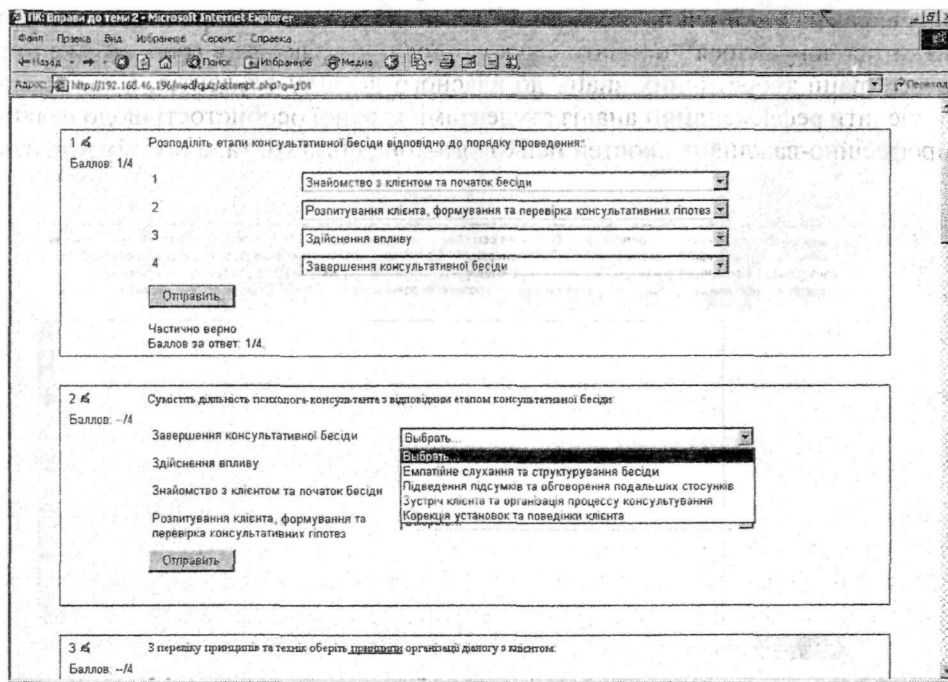 ПК: Вправи до теми 2 - Microsoft Internet Explorer
Файл Правка Вид Избранное Сервис Справка
Назад Поиск Избранное Медиа
Адрес: http://192.168.46.196/mod/quiz/attempt.php?q=104 Переход
1 Розподіліть етапи консультативної бесіди відповідно до порядку проведення:
Баллов: 1/4
1 Знайомство з клієнтом та початок бесіди
2 Розпитування клієнта, формування та перевірка консультативних гіпотез
3 Здійснення впливу
4 Завершення консультативної бесіди
Отправить
Частично верно
Баллов за ответ: 1/4.
2 Сумістіть діяльність психолога-консультанта з відповідним етапом консультативної бесіди:
Баллов: --/4
Завершення консультативної бесіди Выбрать...
Выбрать...
Здійснення впливу Емпатійне слухання та структурування бесіди
Підведення підсумків та обговорення подальших стосунків
Знайомство з клієнтом та початок бесіди Зустріч клієнта та організація процессу консультування
Корекція установок та поведінки клієнта
Розпитування клієнта, формування та
перевірка консультативних гіпотез
Отправить
3 З переліку принципів та технік оберіть принципи організації діалогу з клієнтом:
Баллов: --/4